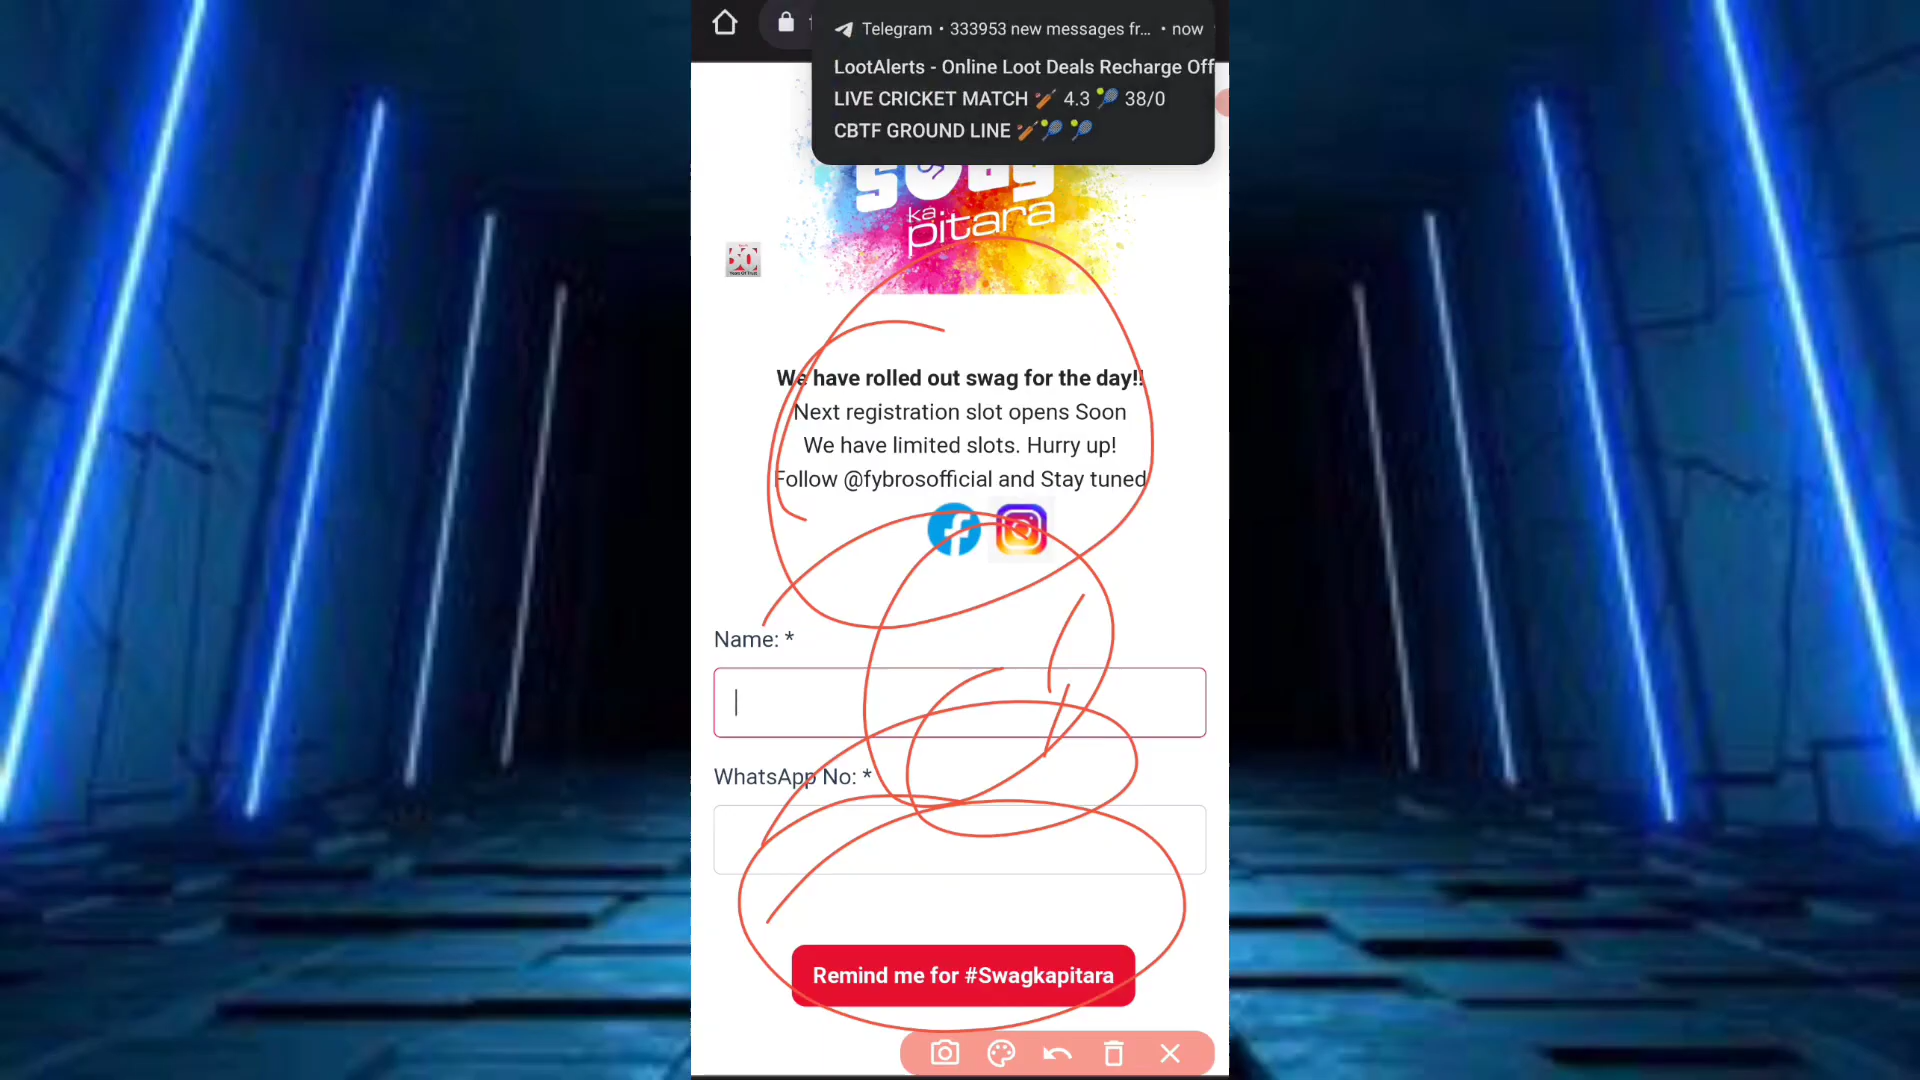 Telegram • 333953 new messages fr... • now
LootAlerts - Online Loot Deals Recharge Off
LIVE CRICKET MATCH 🏏 4.3 🎾 38/0
CBTF GROUND LINE 🏏🎾 🎾
ka
pitara
We have rolled out swag for the day!!
Next registration slot opens Soon
We have limited slots. Hurry up!
Follow @fybrosofficial and Stay tuned
Name: *
WhatsApp No: *
Remind me for #Swagkapitara